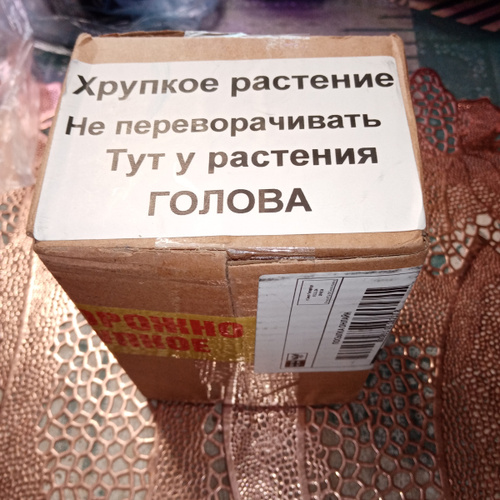 Хрупкое растение
Не переворачивать
Тут у растения
ГОЛОВА